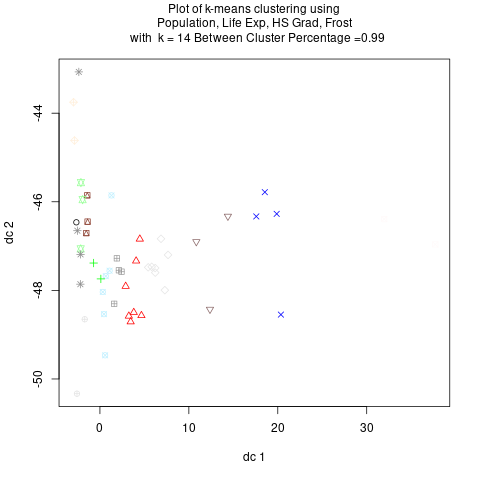 Plot of k-means clustering using
Population, Life Exp, HS Grad, Frost
with k = 14 Between Cluster Percentage =0.99
dc 2
-44
-46
-48
-50
0
10
20
30
dc 1